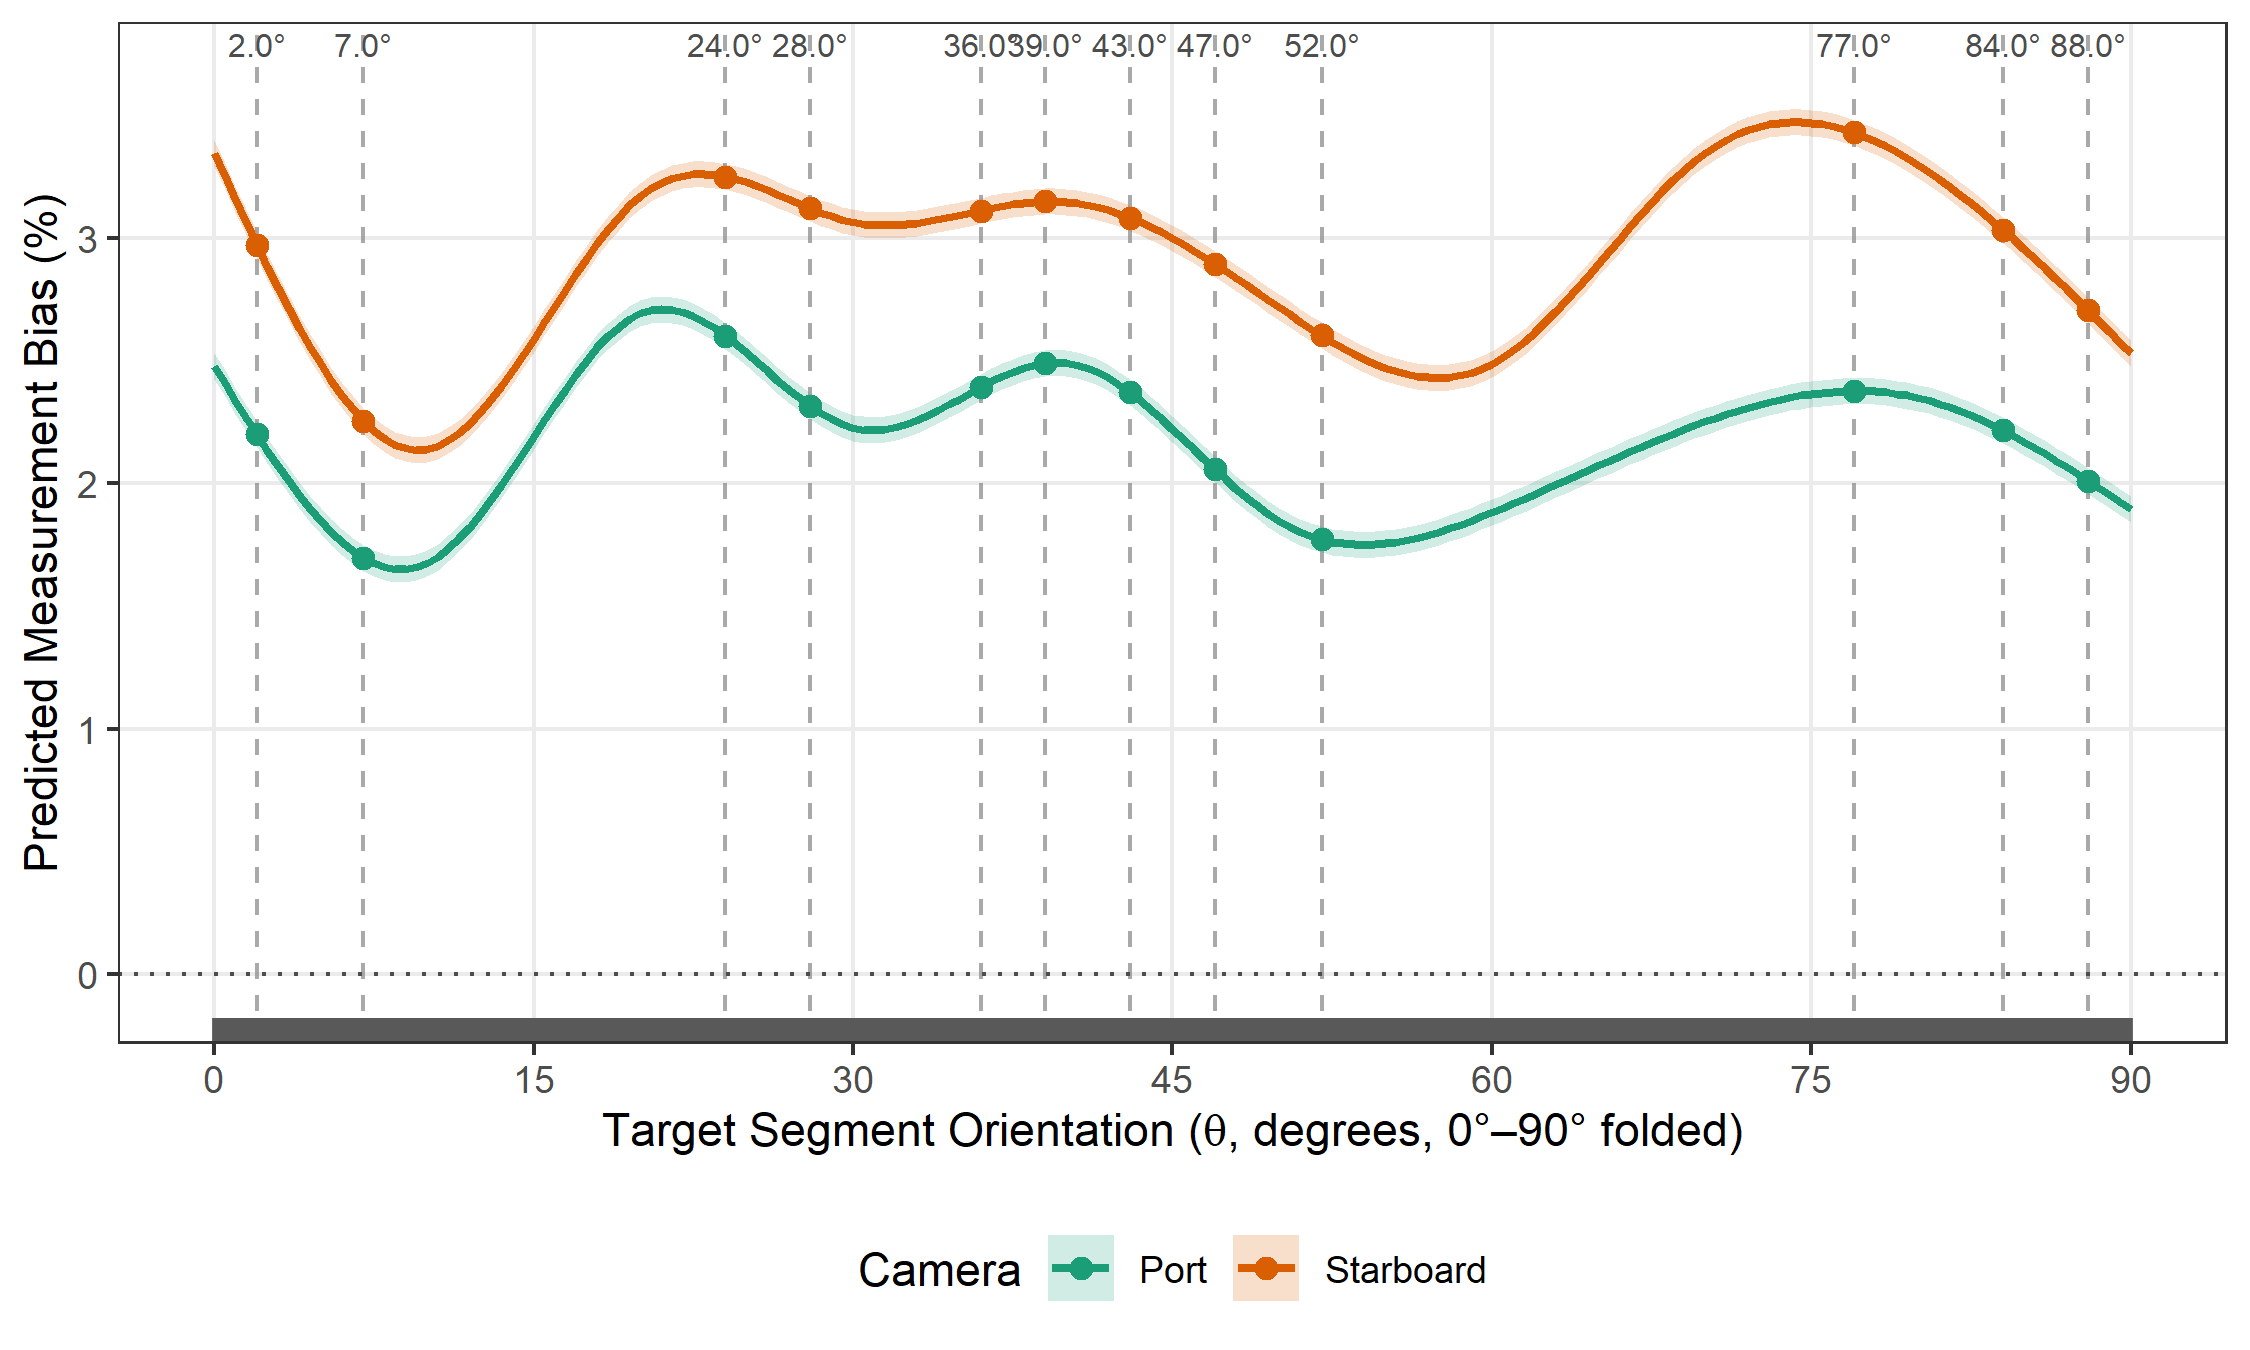 2.0° 7.0° 24.0° 28.0° 36.0° 39.0° 43.0° 47.0° 52.0° 77.0° 84.0° 88.0°
Predicted Measurement Bias (%)
3
2
1
0
0 15 30 45 60 75 90
Target Segment Orientation (θ, degrees, 0°–90° folded)
Camera Port Starboard